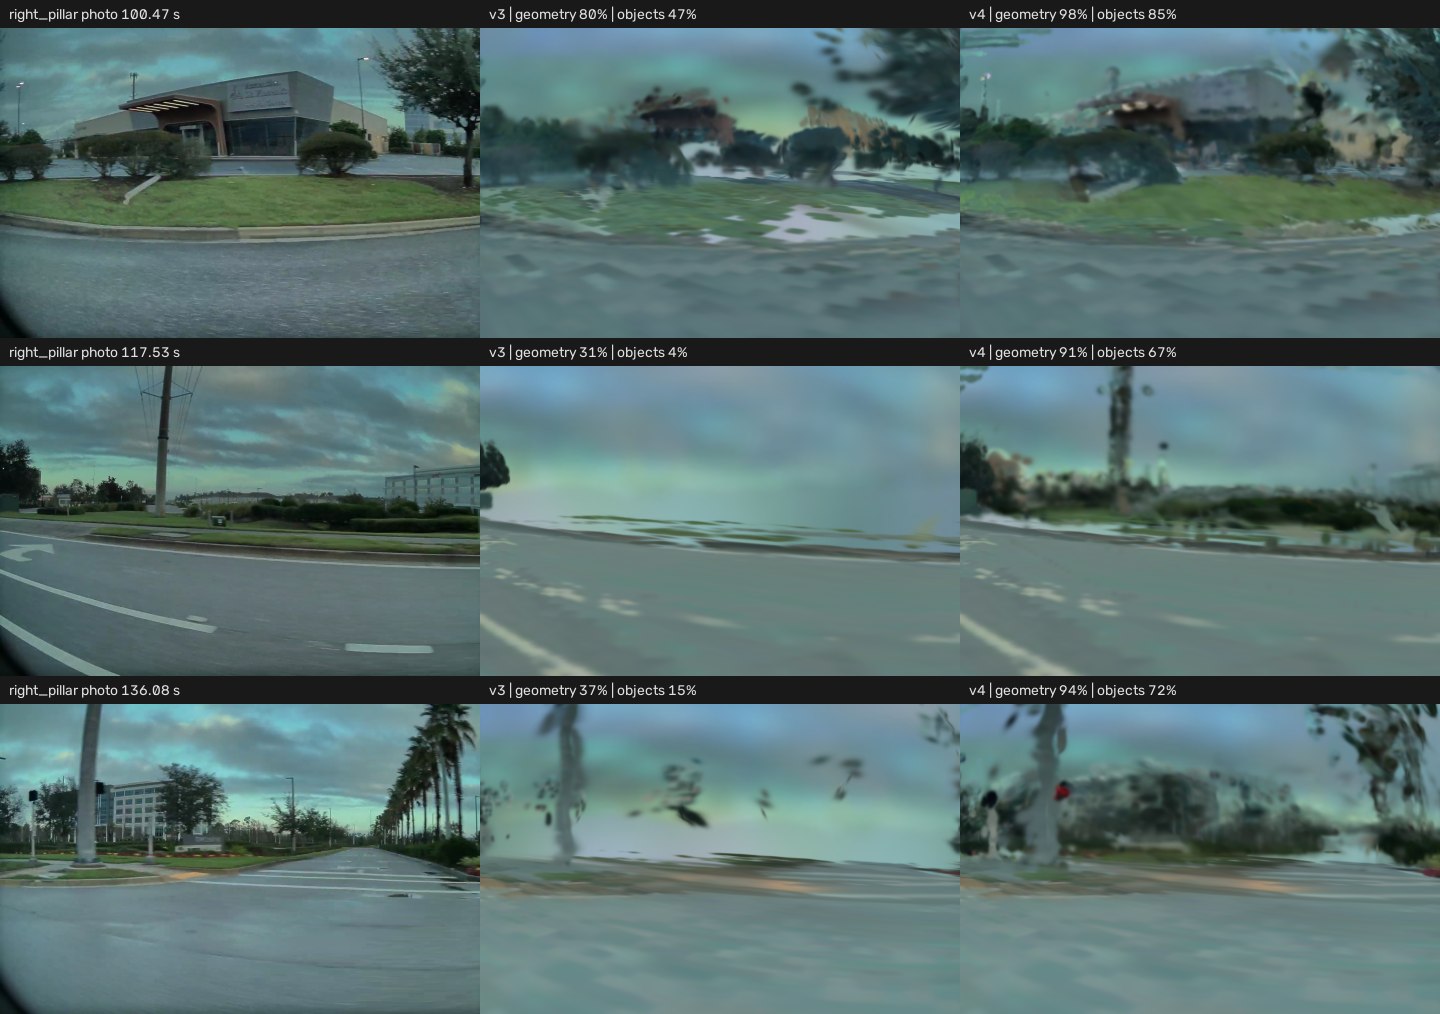 right_pillar photo 100.47 s
v3 | geometry 80% | objects 47%
v4 | geometry 98% | objects 85%
right_pillar photo 117.53 s
v3 | geometry 31% | objects 4%
v4 | geometry 91% | objects 67%
right_pillar photo 136.08 s
v3 | geometry 37% | objects 15%
v4 | geometry 94% | objects 72%